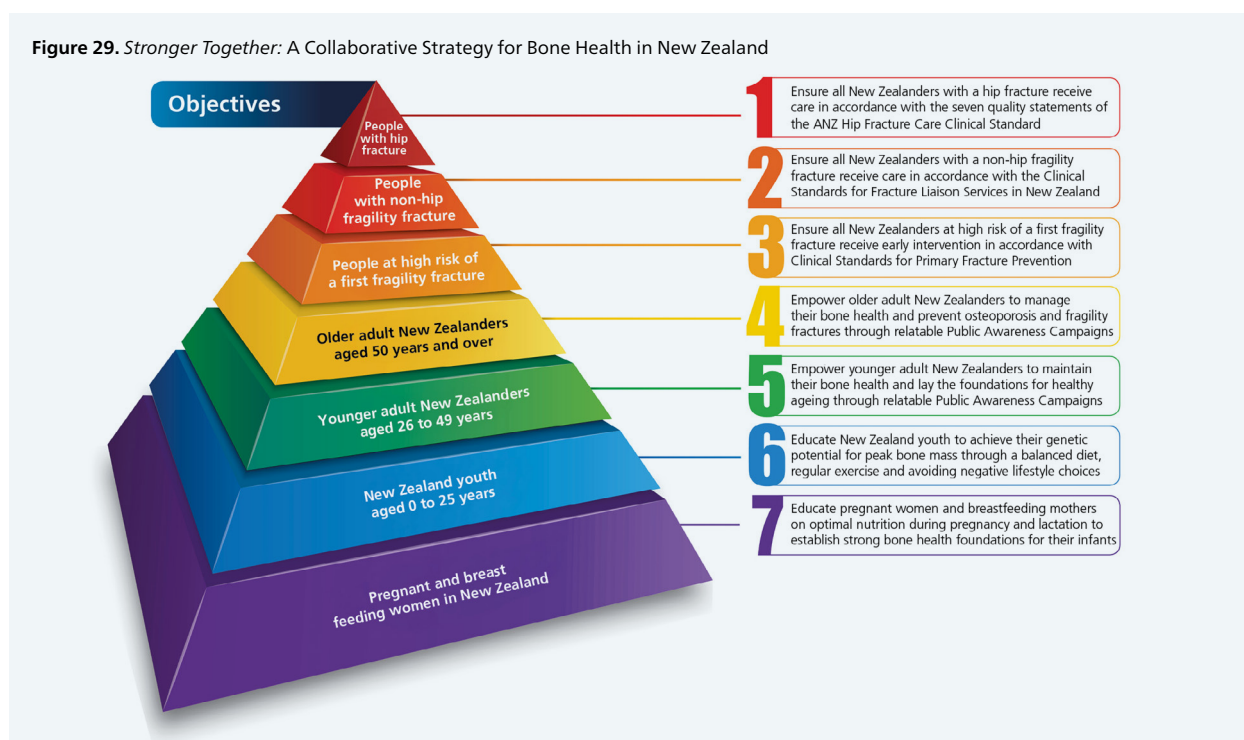 Figure 29. Stronger Together: A Collaborative Strategy for Bone Health in New Zealand
Objectives
People
with hip
fracture
1
Ensure all New Zealanders with a hip fracture receive
care in accordance with the seven quality statements of
the ANZ Hip Fracture Care Clinical Standard
People
with non-hip
fragility fracture
2
Ensure all New Zealanders with a non-hip fragility
fracture receive care in accordance with the Clinical
Standards for Fracture Liaison Services in New Zealand
People at high risk of
a first fragility fracture
3
Ensure all New Zealanders at high risk of a first fragility
fracture receive early intervention in accordance with
Clinical Standards for Primary Fracture Prevention
Older adult New Zealanders
aged 50 years and over
4
Empower older adult New Zealanders to manage
their bone health and prevent osteoporosis and fragility
fractures through relatable Public Awareness Campaigns
Younger adult New Zealanders
aged 26 to 49 years
5
Empower younger adult New Zealanders to maintain
their bone health and lay the foundations for healthy
ageing through relatable Public Awareness Campaigns
New Zealand youth
aged 0 to 25 years
6
Educate New Zealand youth to achieve their genetic
potential for peak bone mass through a balanced diet,
regular exercise and avoiding negative lifestyle choices
Pregnant and breast
feeding women in New Zealand
7
Educate pregnant women and breastfeeding mothers
on optimal nutrition during pregnancy and lactation to
establish strong bone health foundations for their infants